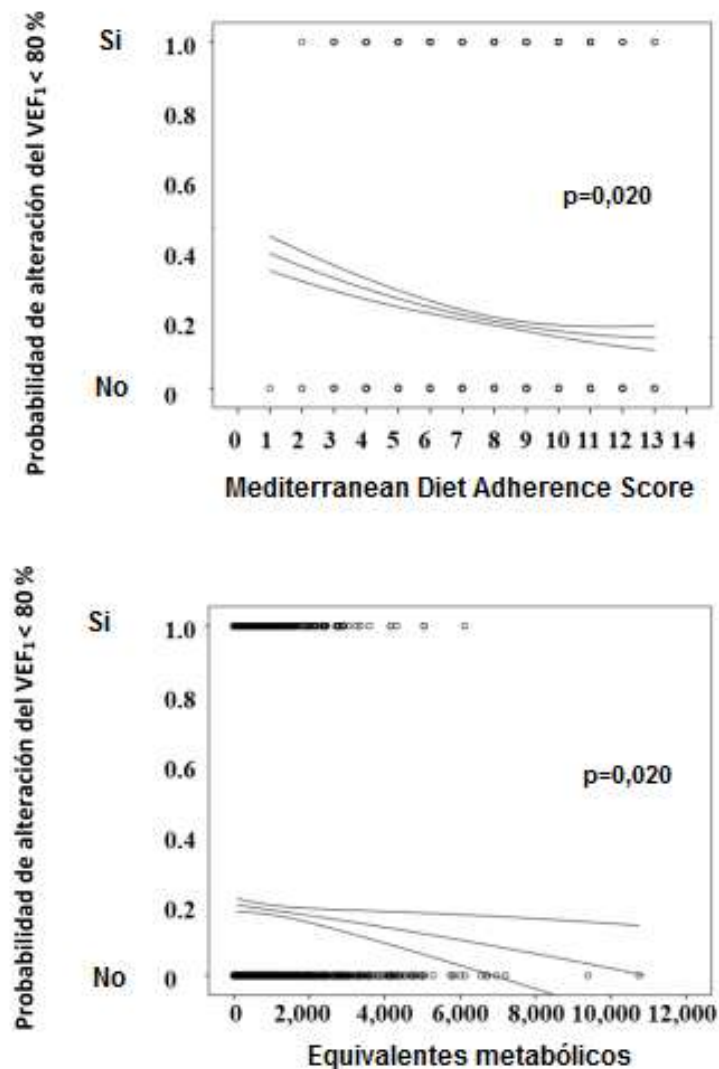 Probabilidad de alteración del VEF₁ < 80 %
Si
1.0
0.8
0.6
0.4
0.2
No
0
p=0,020
0 1 2 3 4 5 6 7 8 9 10 11 12 13 14
Mediterranean Diet Adherence Score
Probabilidad de alteración del VEF₁ < 80 %
Si
1.0
0.8
0.6
0.4
0.2
No
0
p=0,020
0 2,000 4,000 6,000 8,000 10,000 12,000
Equivalentes metabólicos